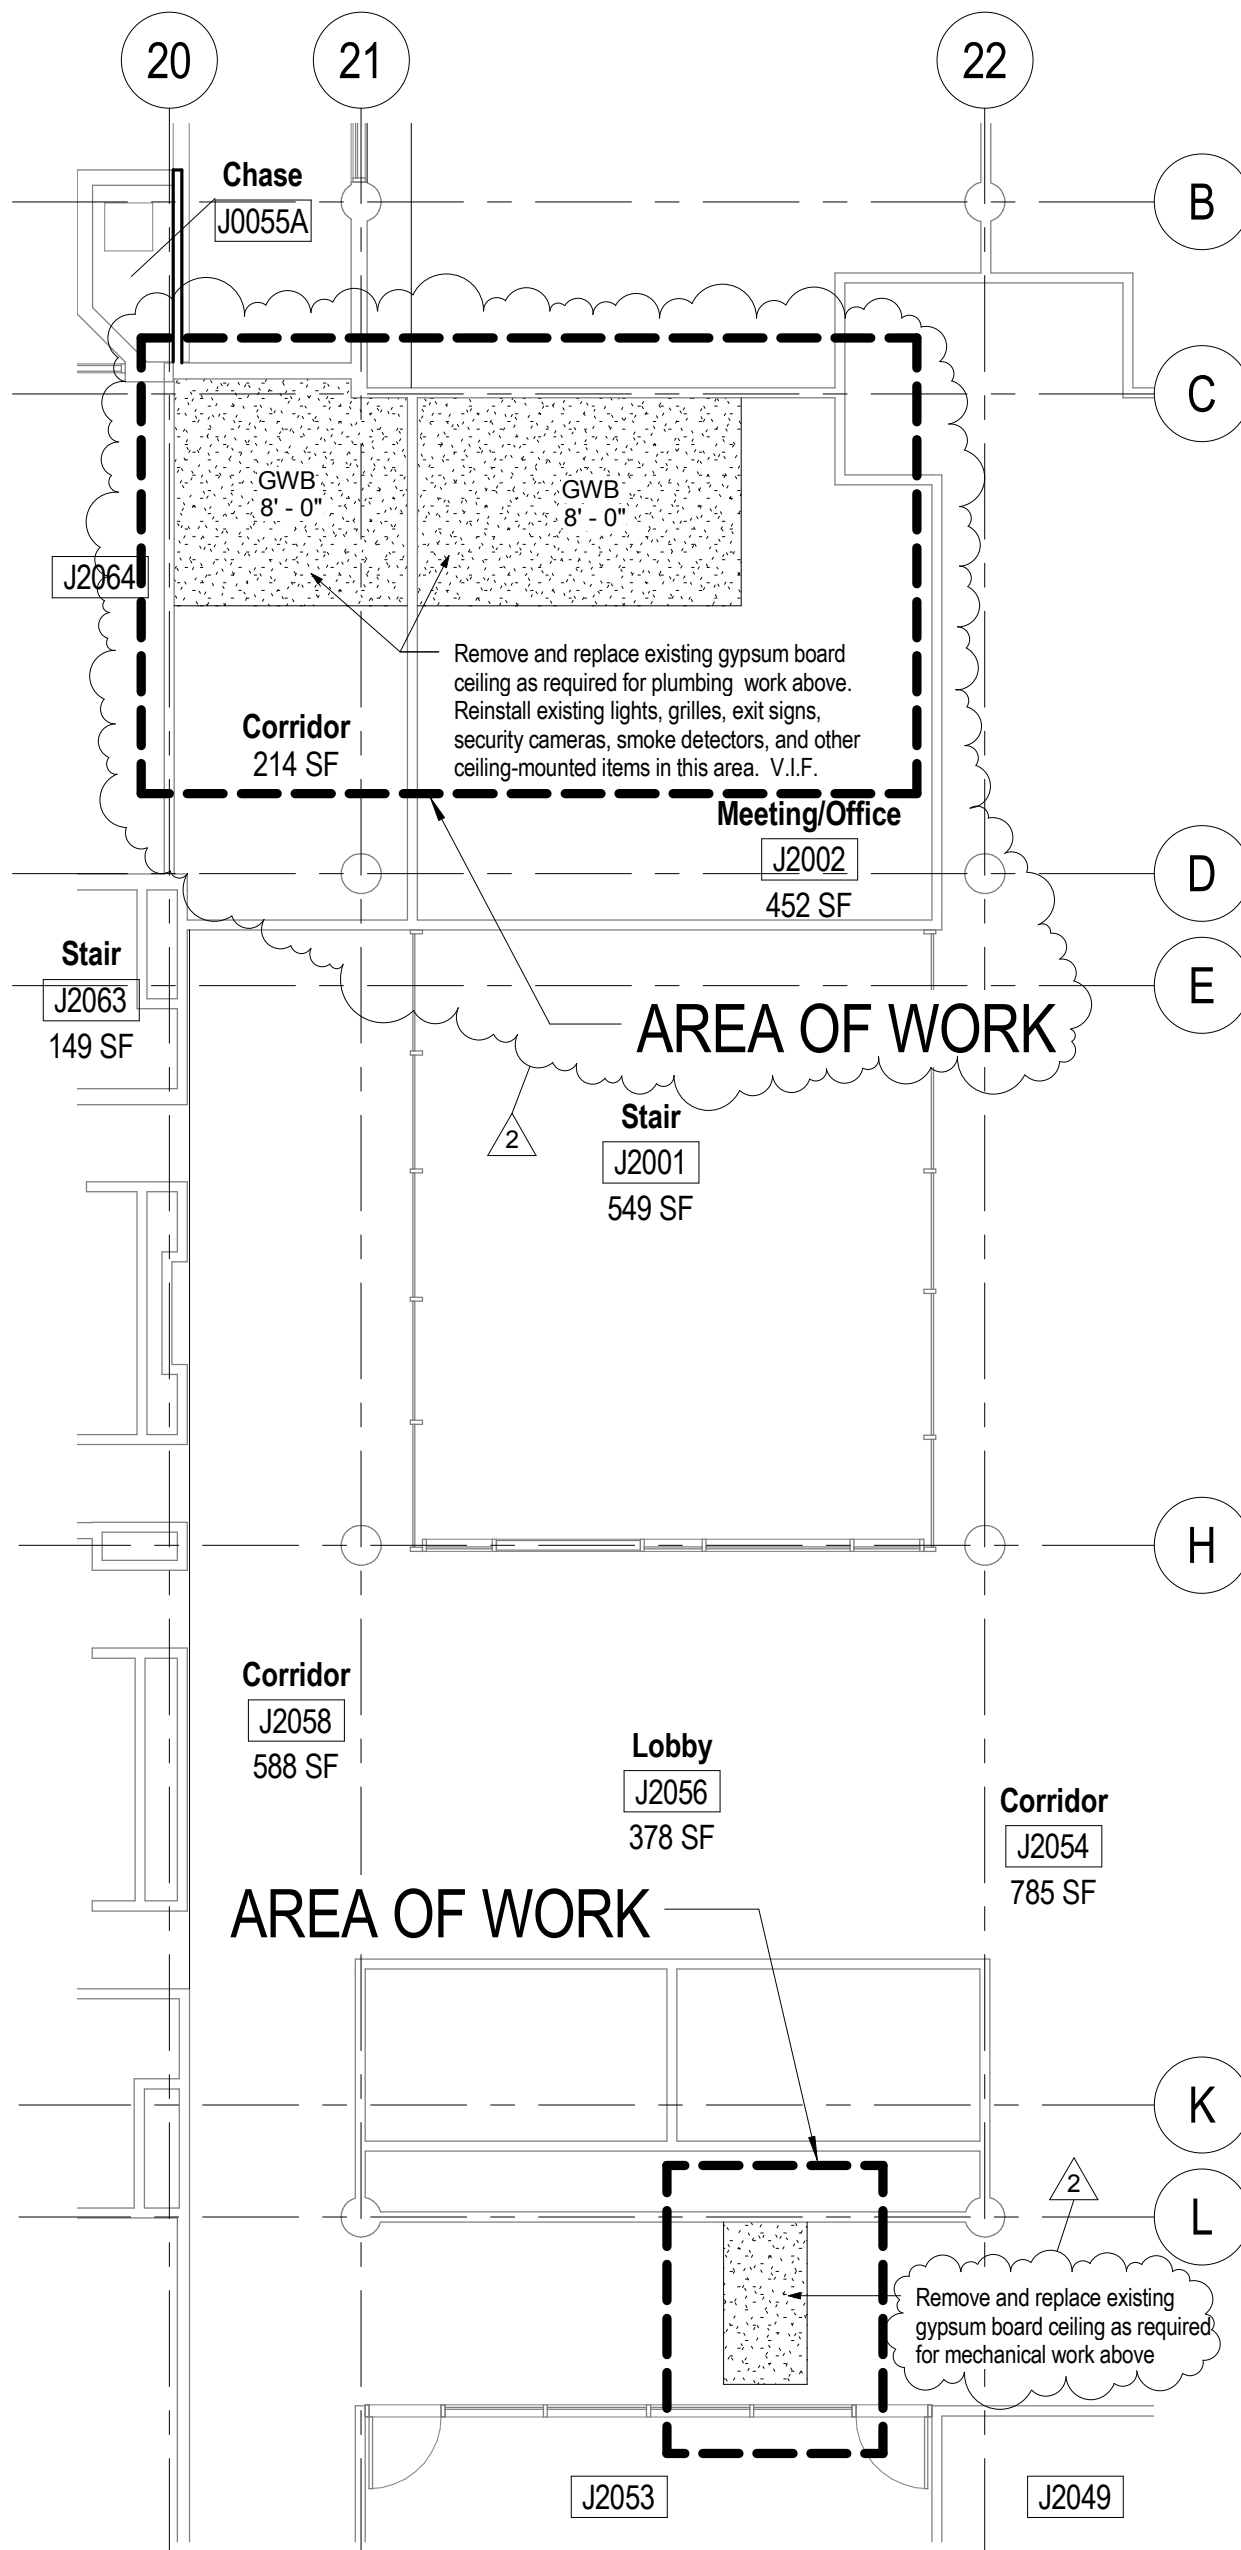 20
21
22
Chase
J0055A
B
C
GWB
8' - 0"
GWB
8' - 0"
J2064
Remove and replace existing gypsum board
ceiling as required for plumbing work above.
Reinstall existing lights, grilles, exit signs,
security cameras, smoke detectors, and other
ceiling-mounted items in this area. V.I.F.
Corridor
214 SF
Meeting/Office
J2002
452 SF
D
Stair
J2063
149 SF
E
AREA OF WORK
2
Stair
J2001
549 SF
H
Corridor
J2058
588 SF
Lobby
J2056
378 SF
Corridor
J2054
785 SF
AREA OF WORK
K
2
L
Remove and replace existing
gypsum board ceiling as required
for mechanical work above
J2053
J2049